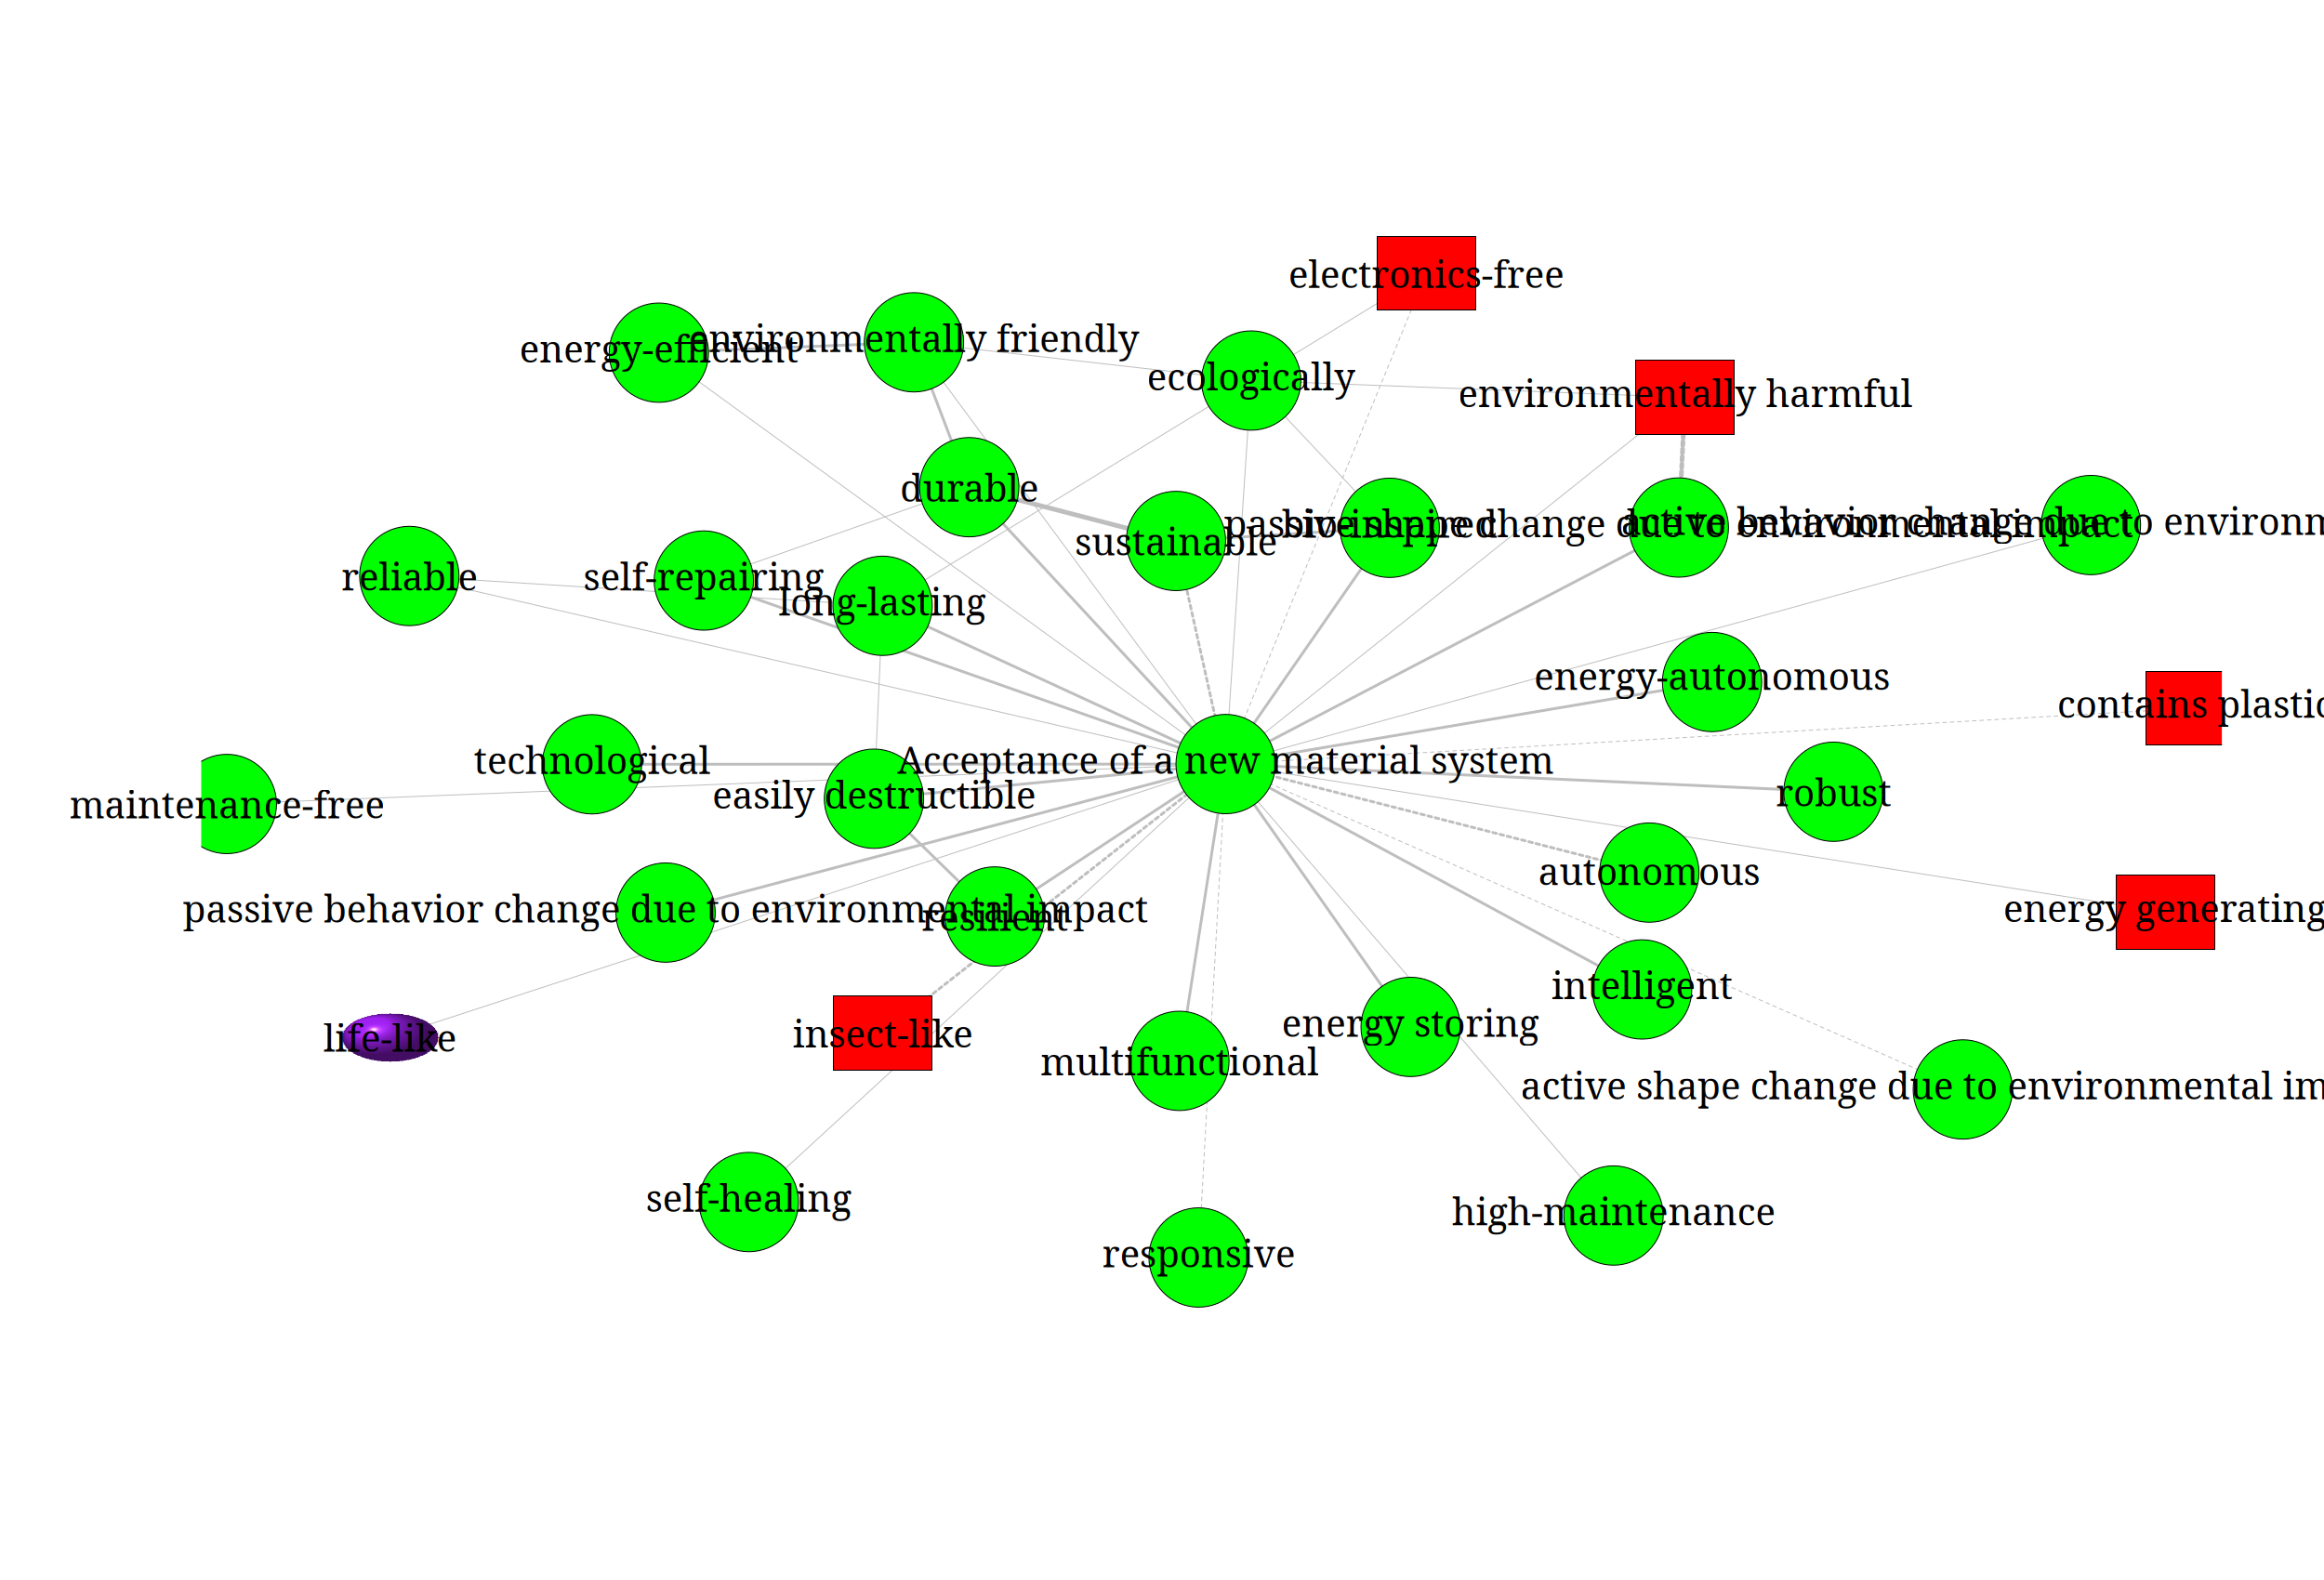 electronics-free
environmentally friendly
energy-efficient
ecologically
environmentally harmful
durable
passive shape change due to environmental impact
bio-inspired
active behavior change due to environm
sustainable
reliable
self-repairing
long-lasting
energy-autonomous
contains plastic
technological
Acceptance of a new material system
easily destructible
maintenance-free
robust
autonomous
passive behavior change due to environmental impact
resilient
energy generating
intelligent
energy storing
insect-like
life-like
multifunctional
active shape change due to environmental im
self-healing
high-maintenance
responsive